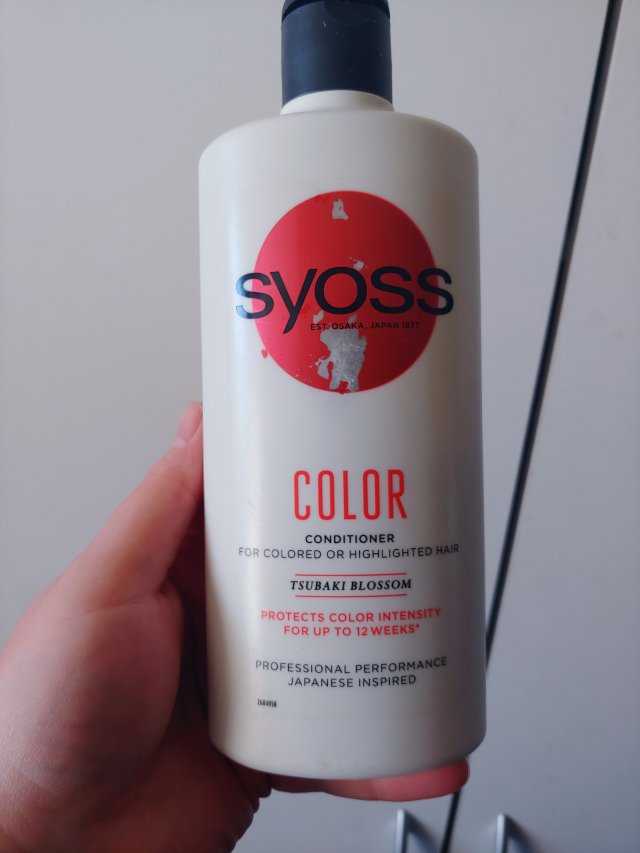 syoss
EST. OSAKA, JAPAN 1977
COLOR
CONDITIONER
FOR COLORED OR HIGHLIGHTED HAIR
TSUBAKI BLOSSOM
PROTECTS COLOR INTENSITY
FOR UP TO 12 WEEKS*
PROFESSIONAL PERFORMANCE
JAPANESE INSPIRED
2604958